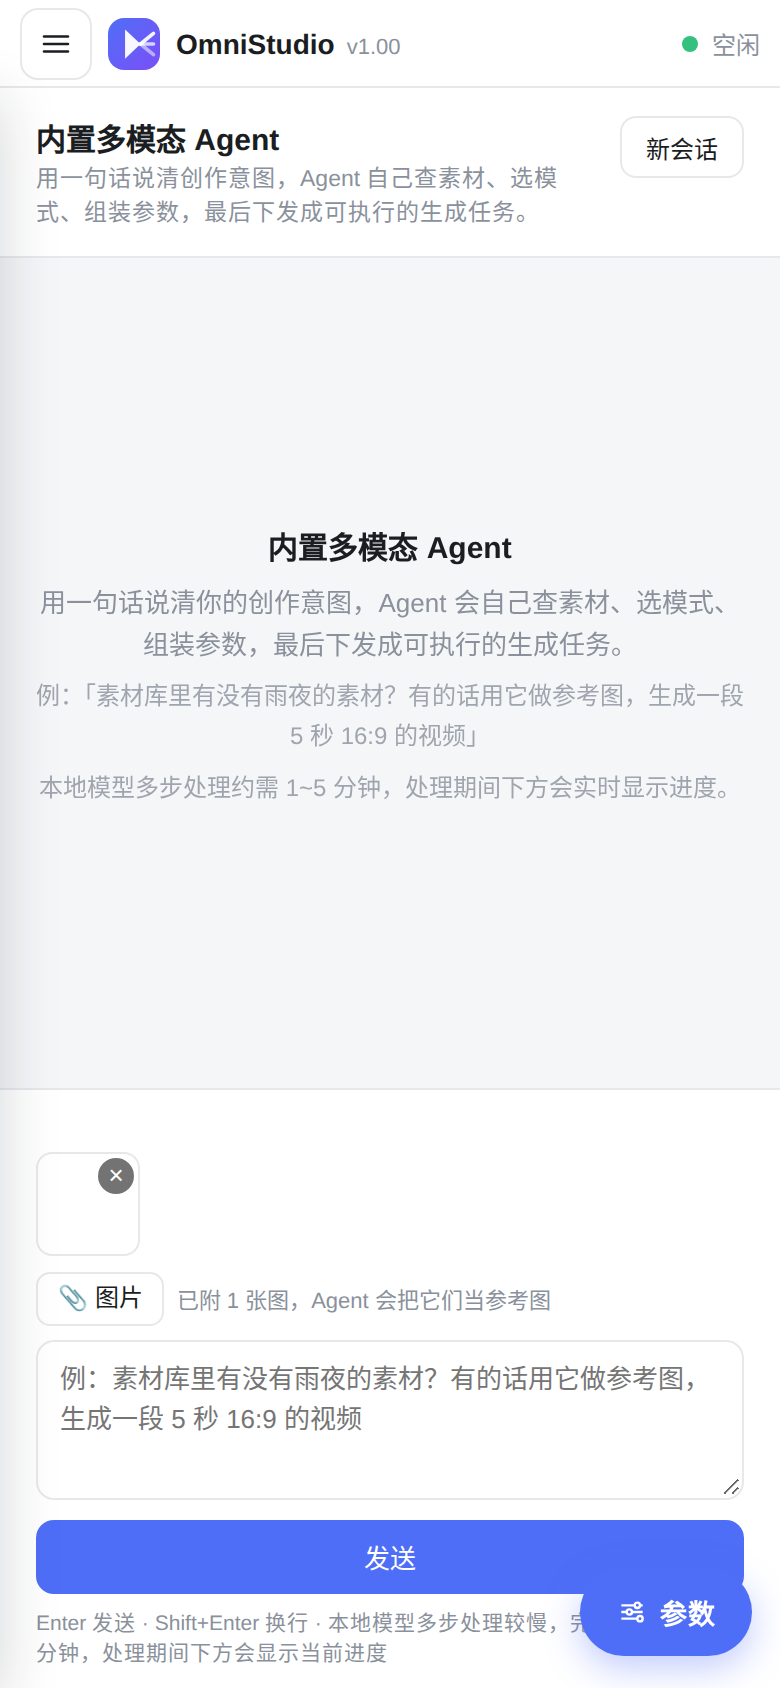 OmniStudio v1.00
空闲
内置多模态 Agent
新会话
用一句话说清创作意图，Agent 自己查素材、选模
式、组装参数，最后下发成可执行的生成任务。
内置多模态 Agent
用一句话说清你的创作意图，Agent 会自己查素材、选模式、
组装参数，最后下发成可执行的生成任务。
例：「素材库里有没有雨夜的素材？有的话用它做参考图，生成一段
5 秒 16:9 的视频」
本地模型多步处理约需 1~5 分钟，处理期间下方会实时显示进度。
📎 图片
已附 1 张图，Agent 会把它们当参考图
例：素材库里有没有雨夜的素材？有的话用它做参考图，
生成一段 5 秒 16:9 的视频
发送
Enter 发送 · Shift+Enter 换行 · 本地模型多步处理较慢，
分钟，处理期间下方会显示当前进度
参数